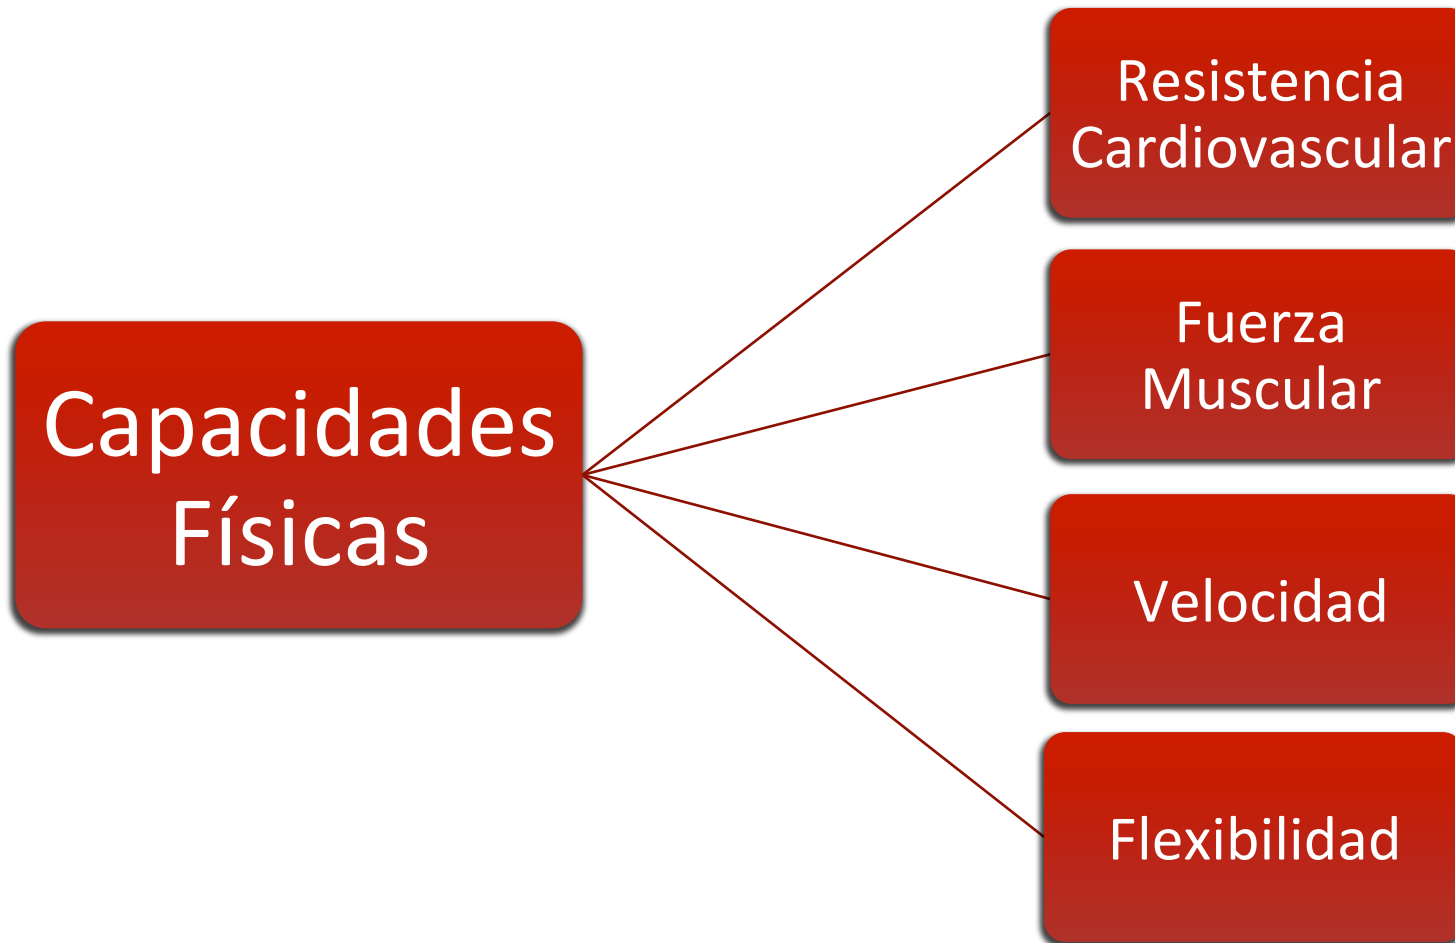 Resistencia
Cardiovascular
Fuerza
Muscular
Capacidades
Físicas
Velocidad
Flexibilidad